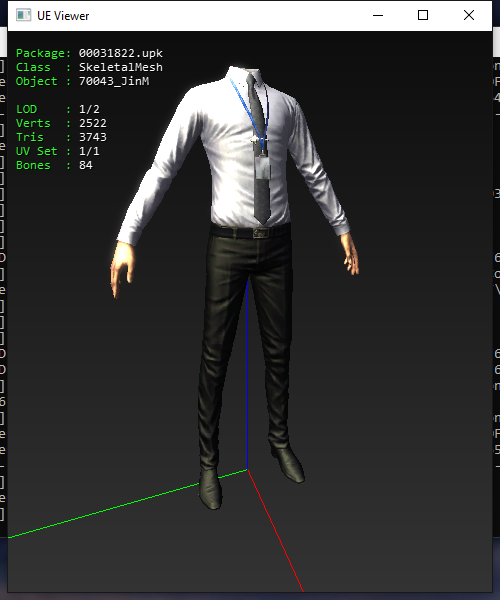 UE Viewer
Package: 00031822.upk
Class  : SkeletalMesh
Object : 70043_JinM
LOD    : 1/2
Verts  : 2522
Tris   : 3743
UV Set : 1/1
Bones  : 84